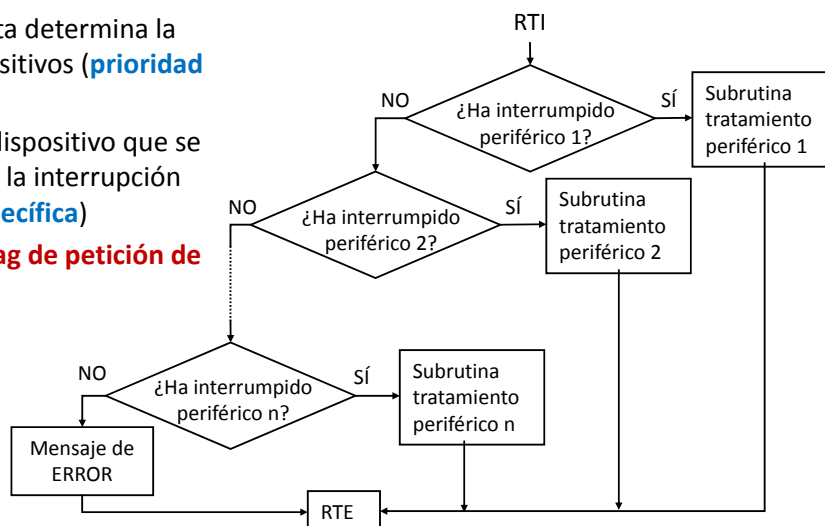 ta determina la
sitivos (prioridad
dispositivo que se
la interrupción
ecífica)
ag de petición de
RTI
NO
¿Ha interrumpido
periférico 1?
SÍ
Subrutina
tratamiento
periférico 1
NO
¿Ha interrumpido
periférico 2?
SÍ
Subrutina
tratamiento
periférico 2
NO
¿Ha interrumpido
periférico n?
SÍ
Subrutina
tratamiento
periférico n
Mensaje de
ERROR
RTE